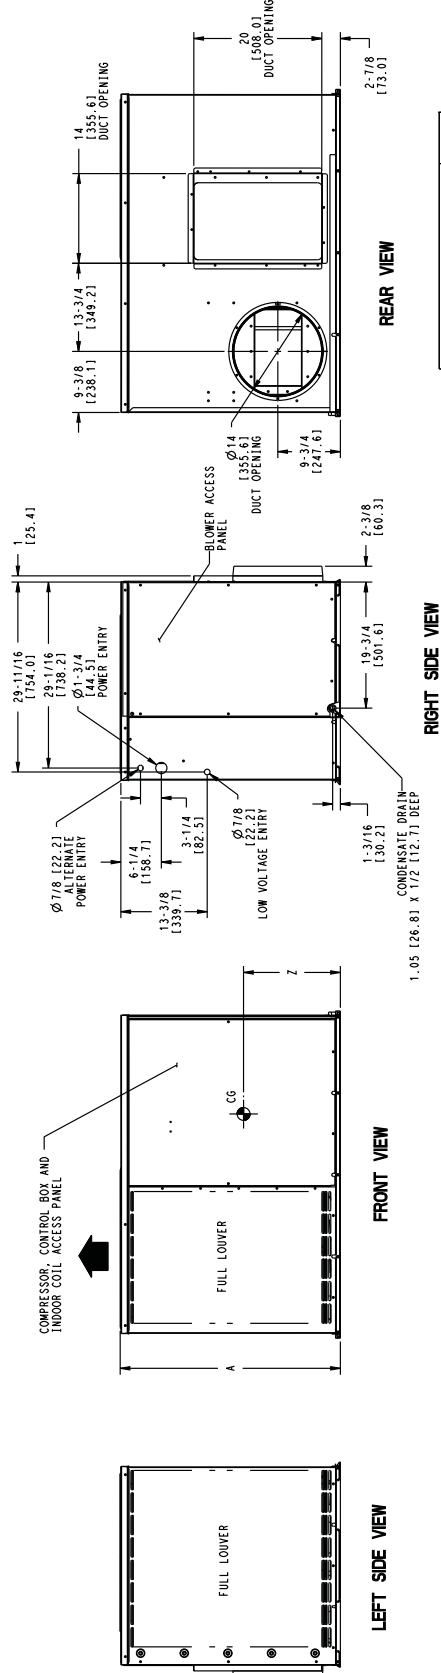 LEFT SIDE VIEW
FULL LOUVER
FRONT VIEW
COMPRESSOR, CONTROL BOX AND
INDOOR COIL ACCESS PANEL
FULL LOUVER
CG
A
Z
RIGHT SIDE VIEW
29-11/16
[754.0]
29-1/16
[738.2]
Ø1-3/4
[44.5]
POWER ENTRY
1
[25.4]
BLOWER ACCESS
PANEL
Ø7/8 [22.2]
ALTERNATE
POWER ENTRY
6-1/4
[158.7]
13-3/8
[339.7]
3-1/4
[82.5]
Ø7/8
[22.2]
LOW VOLTAGE ENTRY
1-3/16
[30.2]
CONDENSATE DRAIN
1.05 [26.8] X 1/2 [12.7] DEEP
19-3/4
[501.6]
2-3/8
[60.3]
REAR VIEW
9-3/8
[238.1]
13-3/4
[349.2]
14
[355.6]
DUCT OPENING
20
[508.0]
DUCT OPENING
2-7/8
[73.0]
Ø14
[355.6]
DUCT OPENING
9-3/4
[247.6]